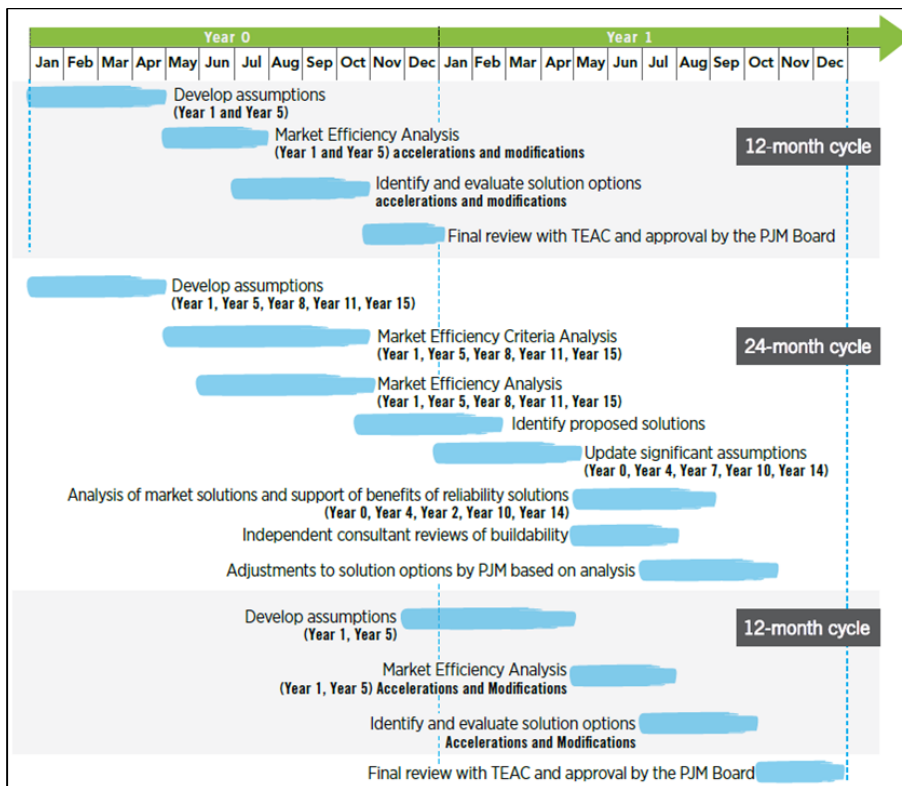 Year 0 Year 1
Jan Feb Mar Apr May Jun Jul Aug Sep Oct Nov Dec Jan Feb Mar Apr May Jun Jul Aug Sep Oct Nov Dec
Develop assumptions
(Year 1 and Year 5)
Market Efficiency Analysis
(Year 1 and Year 5) accelerations and modifications
12-month cycle
Identify and evaluate solution options
accelerations and modifications
Final review with TEAC and approval by the PJM Board
Develop assumptions
(Year 1, Year 5, Year 8, Year 11, Year 15)
Market Efficiency Criteria Analysis
(Year 1, Year 5, Year 8, Year 11, Year 15)
24-month cycle
Market Efficiency Analysis
(Year 1, Year 5, Year 8, Year 11, Year 15)
Identify proposed solutions
Update significant assumptions
(Year 0, Year 4, Year 7, Year 10, Year 14)
Analysis of market solutions and support of benefits of reliability solutions
(Year 0, Year 4, Year 2, Year 10, Year 14)
Independent consultant reviews of buildability
Adjustments to solution options by PJM based on analysis
Develop assumptions
(Year 1, Year 5)
12-month cycle
Market Efficiency Analysis
(Year 1, Year 5) Accelerations and Modifications
Identify and evaluate solution options
Accelerations and Modifications
Final review with TEAC and approval by the PJM Board